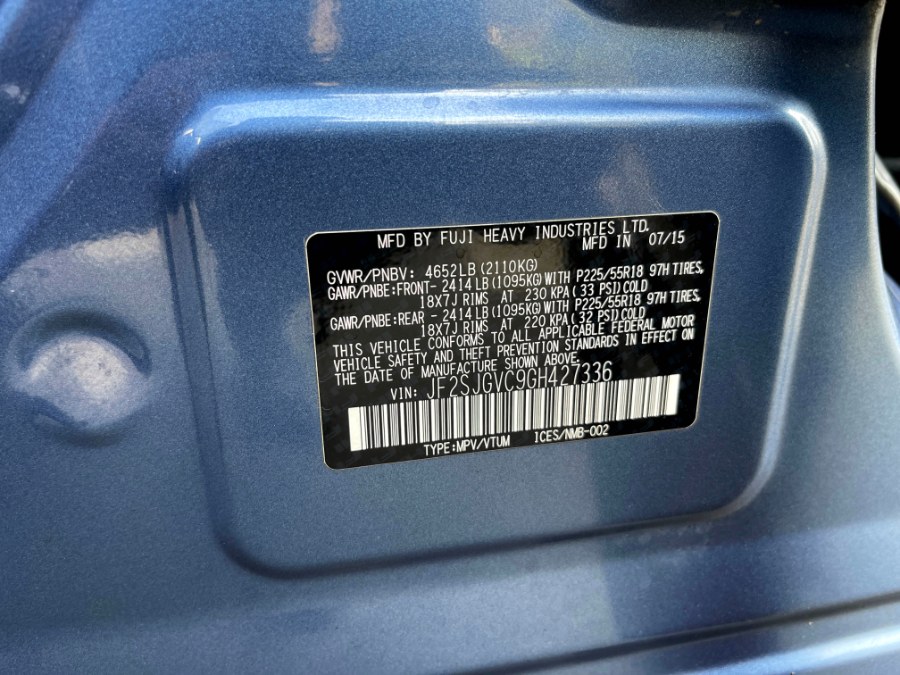 MFD BY FUJI HEAVY INDUSTRIES LTD.
MFD IN 07/15
GVWR/PNBV: 4652LB(2110KG)
GAWR/PNBE:FRONT-2414LB(1095KG)WITH P225/55R18 97H TIRES,
18X7J RIMS AT 230 KPA(33 PSI)COLD
GAWR/PNBE:REAR -2414LB(1095KG)WITH P225/55R18 97H TIRES,
18X7J RIMS AT 220 KPA(32 PSI)COLD
THIS VEHICLE CONFORMS TO ALL APPLICABLE FEDERAL MOTOR
VEHICLE SAFETY AND THEFT PREVENTION STANDARDS IN EFFECT ON
THE DATE OF MANUFACTURE SHOWN ABOVE.
VIN: JF2SJGVC9GH427336
TYPE:MPV/VTUM ICES/NMB-002